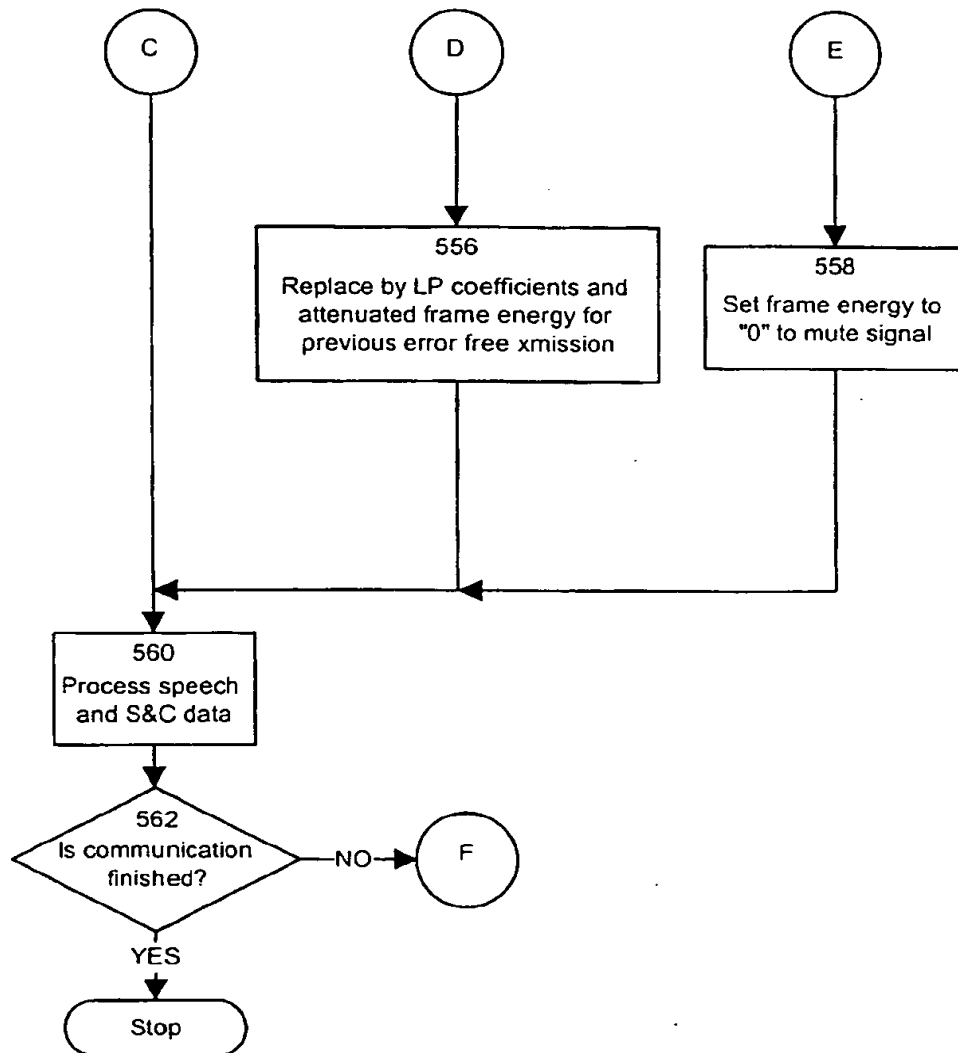 C
D
E
556
Replace by LP coefficients and
attenuated frame energy for
previous error free xmission
558
Set frame energy to
"0" to mute signal
560
Process speech
and S&C data
562
Is communication
finished?
NO
F
YES
Stop